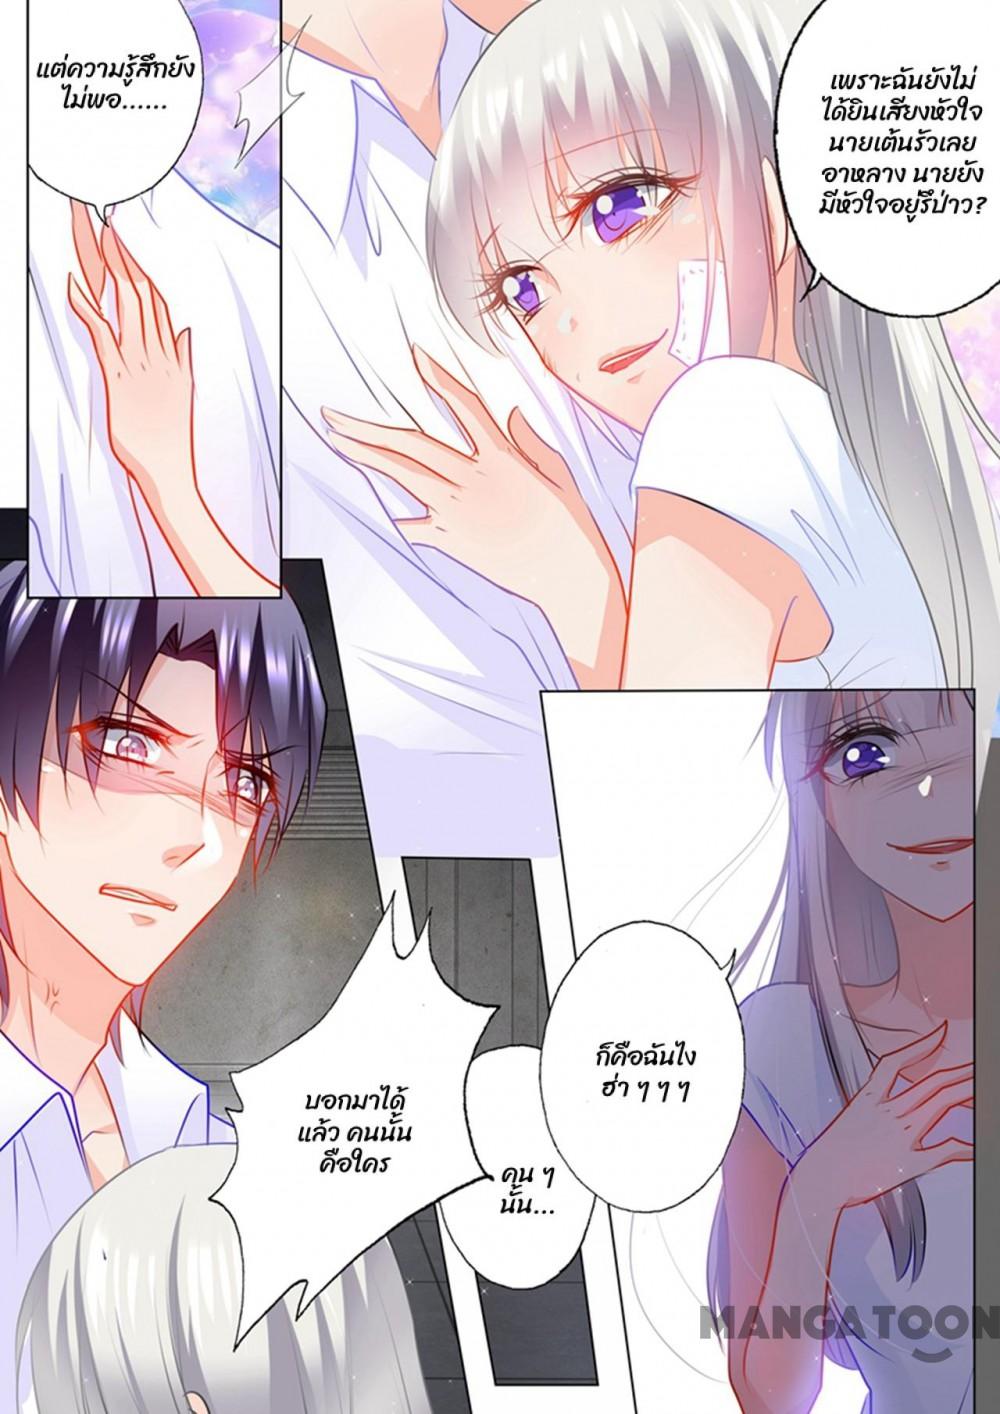 แต่ความรู้สึกยัง
ไม่พอ......
เพราะฉันยังไม่
ได้ยินเสียงหัวใจ
นายเต้นรัวเลย
อาหลาง นายยัง
มีหัวใจอยู่รึป่าว?
บอกมาได้
แล้ว คนนั้น
คือใคร
คน ๆ
นั้น...
ก็คือฉันไง
ฮ่า ๆ ๆ ๆ
MANGATOON